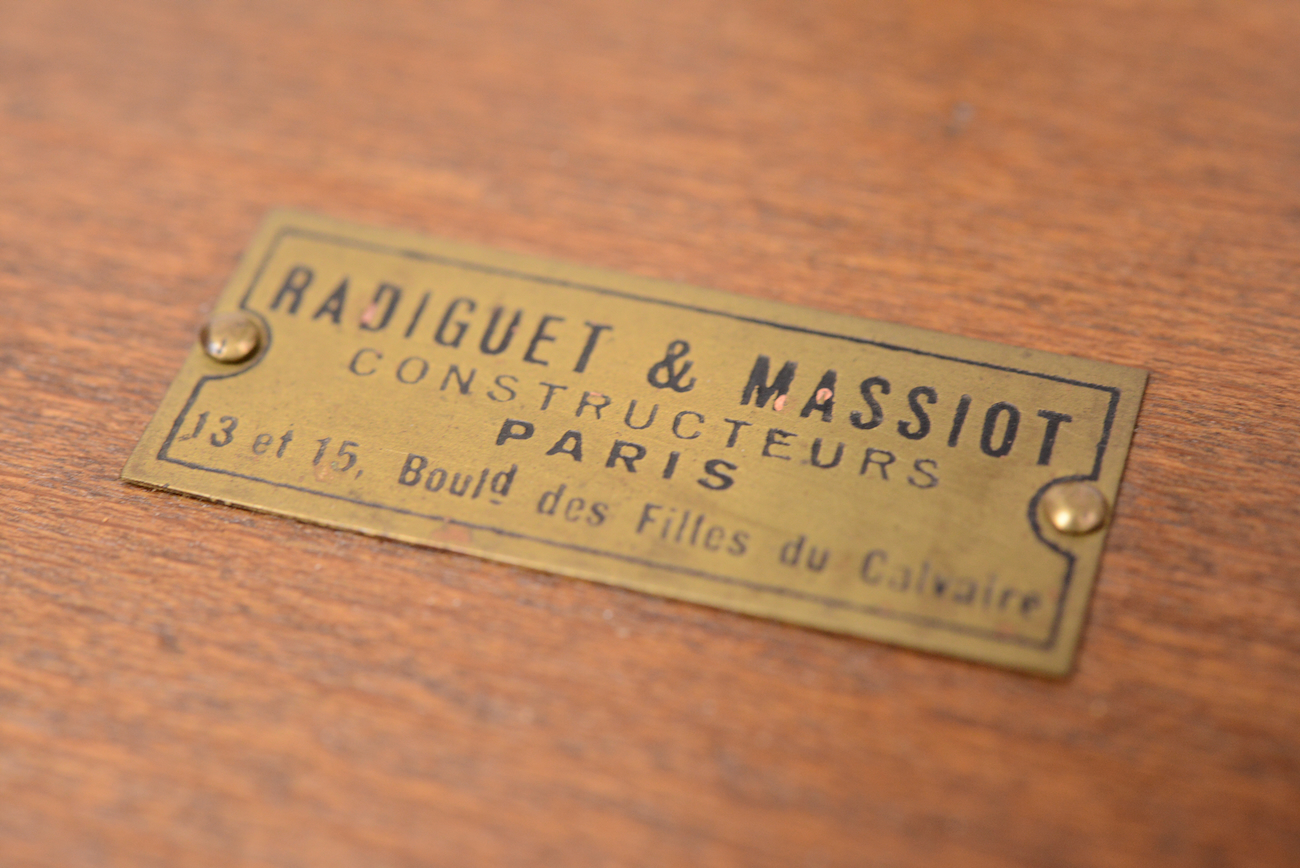 RADIGUET & MASSIOT
CONSTRUCTEURS
PARIS
13 et 15, Bould des Filles du Calvaire